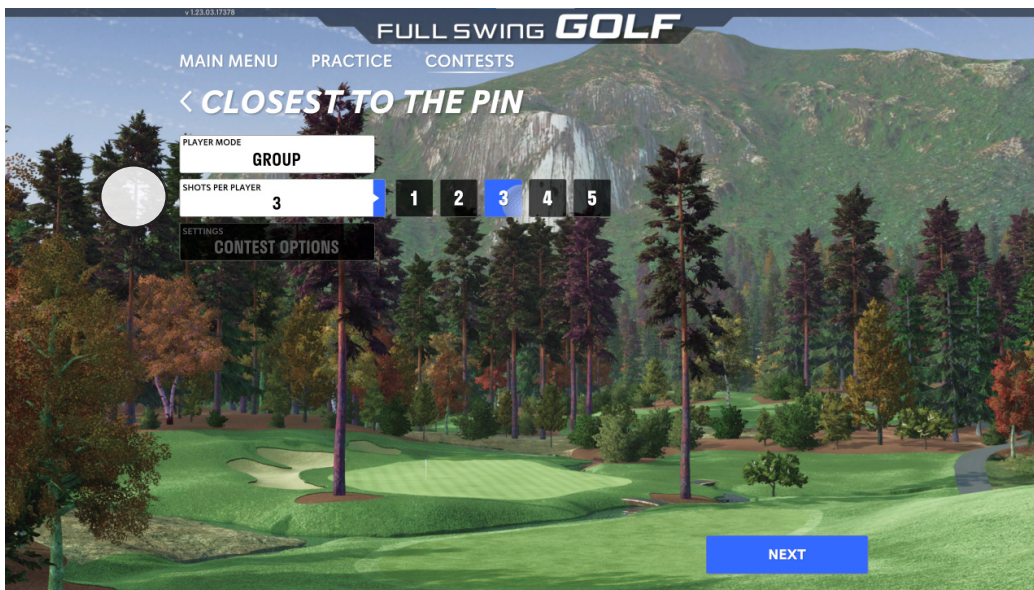 v 1.23.03.17378
FULL SWING GOLF
MAIN MENU PRACTICE CONTESTS
< CLOSEST TO THE PIN
PLAYER MODE
GROUP
SHOTS PER PLAYER
3
1 2 3 4 5
SETTINGS
CONTEST OPTIONS
NEXT